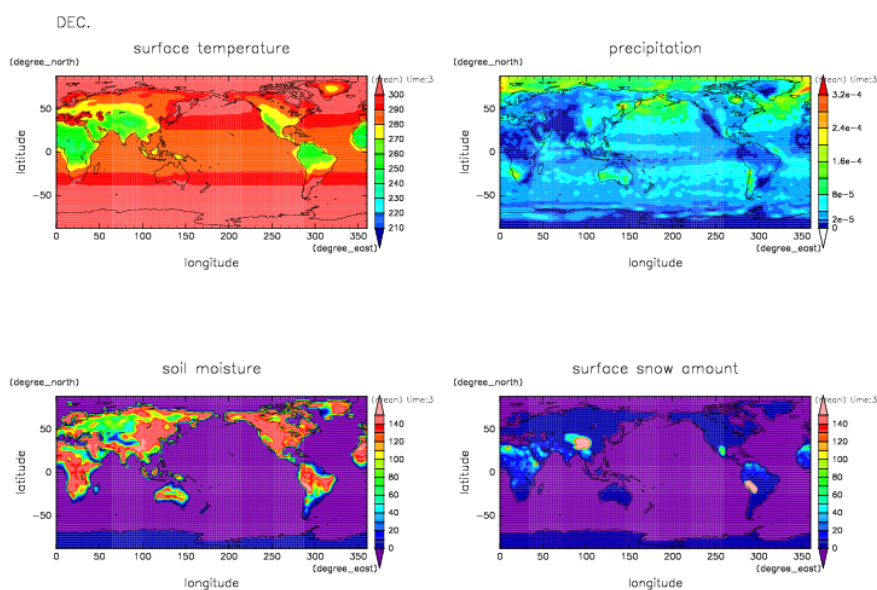 DEC.
surface temperature
(degree_north)
(mean) time:3
latitude
50
0
−50
300
290
280
270
260
250
240
230
220
210
0 50 100 150 200 250 300 350
(degree_east)
longitude
precipitation
(degree_north)
(mean) time:3
latitude
50
0
−50
3.2e−4
2.4e−4
1.6e−4
8e−5
2e−5
0
0 50 100 150 200 250 300 350
(degree_east)
longitude
soil moisture
(degree_north)
(mean) time:3
latitude
50
0
−50
140
120
100
80
60
40
20
0
0 50 100 150 200 250 300 350
(degree_east)
longitude
surface snow amount
(degree_north)
(mean) time:3
latitude
50
0
−50
140
120
100
80
60
40
20
0
0 50 100 150 200 250 300 350
(degree_east)
longitude